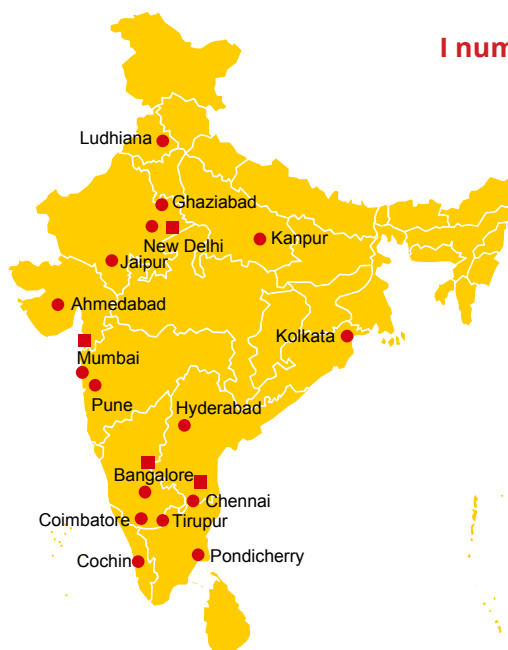 I num
Ludhiana
Ghaziabad
New Delhi
Kanpur
Jaipur
Ahmedabad
Kolkata
Mumbai
Pune
Hyderabad
Bangalore
Chennai
Coimbatore
Tirupur
Cochin
Pondicherry